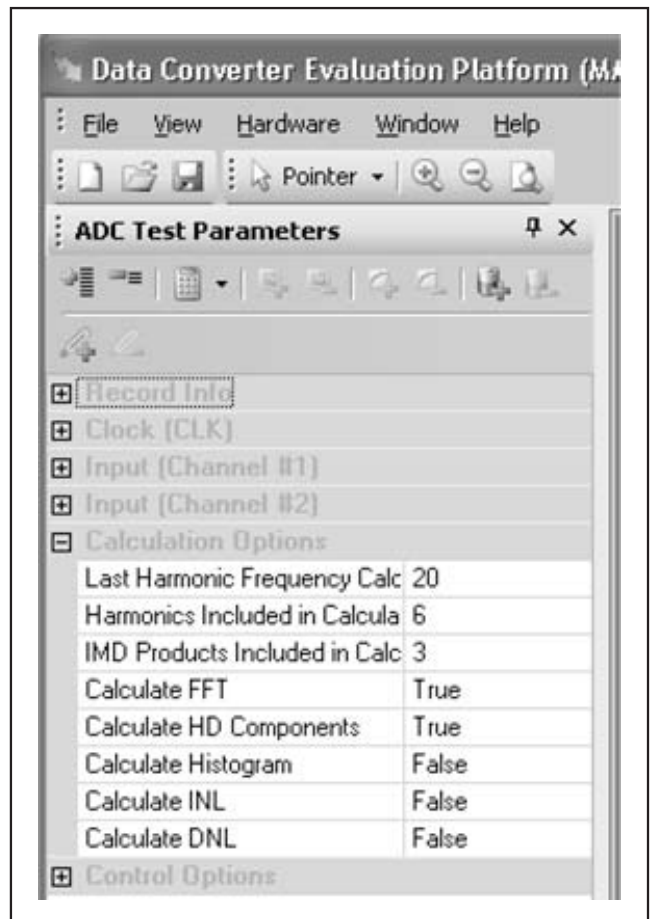 Data Converter Evaluation Platform (MA
File View Hardware Window Help
Pointer
ADC Test Parameters
Record Info
Clock (CLK)
Input (Channel #1)
Input (Channel #2)
Calculation Options
Last Harmonic Frequency Calc 20
Harmonics Included in Calcula 6
IMD Products Included in Calc 3
Calculate FFT True
Calculate HD Components True
Calculate Histogram False
Calculate INL False
Calculate DNL False
Control Options